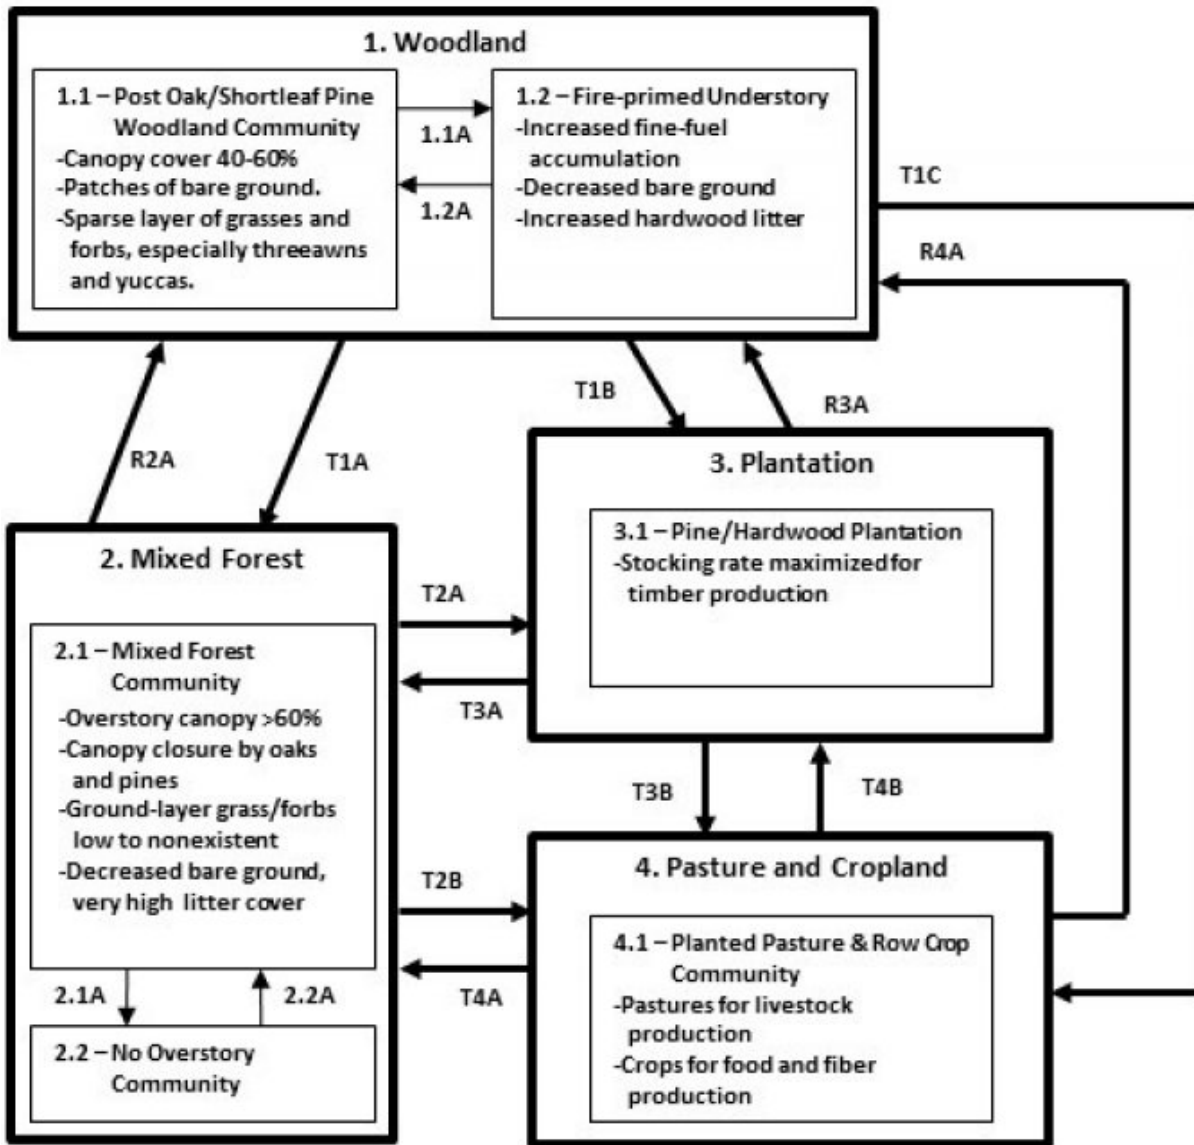 1. Woodland
1.1 – Post Oak/Shortleaf Pine
Woodland Community
-Canopy cover 40-60%
-Patches of bare ground.
-Sparse layer of grasses and
forbs, especially threeawns
and yuccas.
1.1A
1.2A
1.2 – Fire-primed Understory
-Increased fine-fuel
accumulation
-Decreased bare ground
-Increased hardwood litter
T1C
R4A
R2A
T1A
T1B
R3A
2. Mixed Forest
2.1 – Mixed Forest
Community
-Overstory canopy >60%
-Canopy closure by oaks
and pines
-Ground-layer grass/forbs
low to nonexistent
-Decreased bare ground,
very high litter cover
2.1A
2.2A
2.2 – No Overstory
Community
T2A
T3A
3. Plantation
3.1 – Pine/Hardwood Plantation
-Stocking rate maximized for
timber production
T3B
T4B
T2B
T4A
4. Pasture and Cropland
4.1 – Planted Pasture & Row Crop
Community
-Pastures for livestock
production
-Crops for food and fiber
production